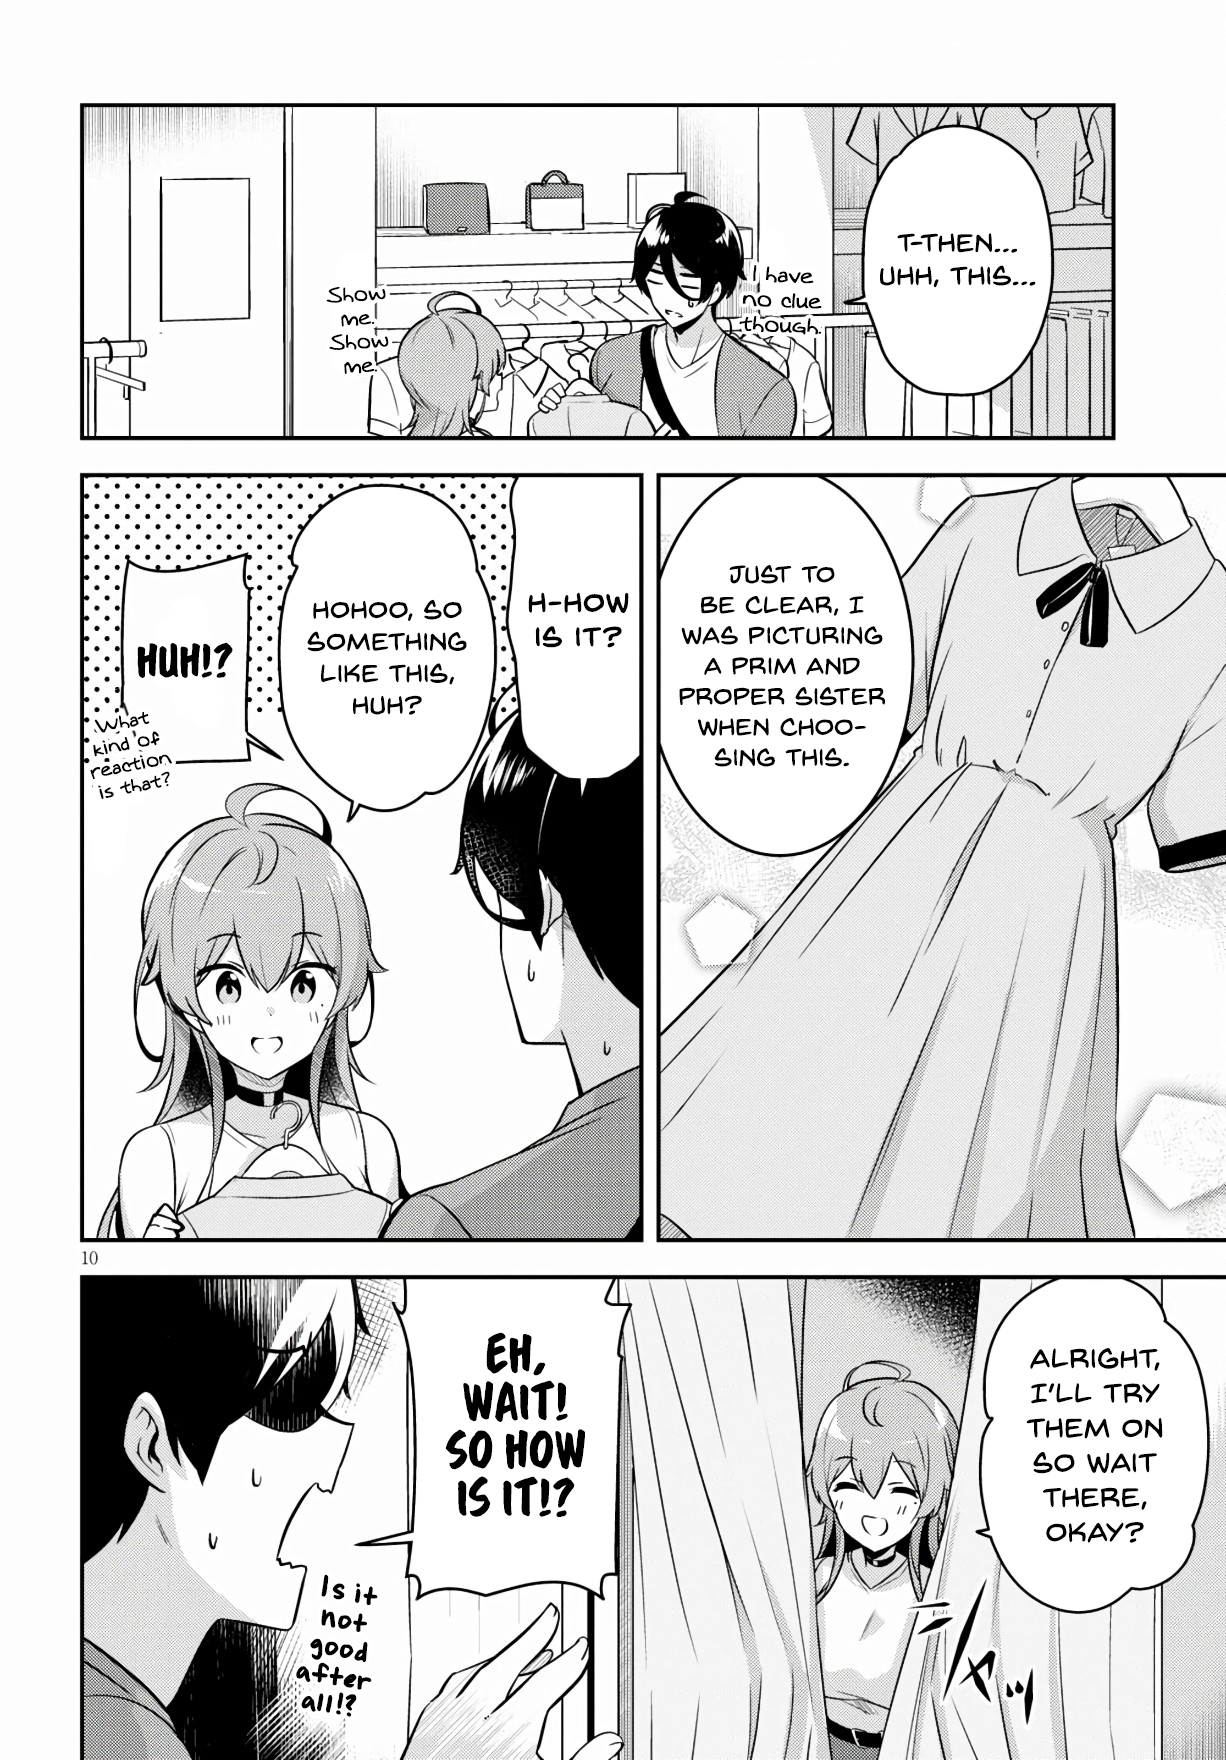 T-THEN...
UHH, THIS...
I have
no clue
though.
Show
me.
Show
me!
JUST TO
BE CLEAR, I
WAS PICTURING
A PRIM AND
PROPER SISTER
WHEN CHOO-
SING THIS.
H-HOW
IS IT?
HOHOO, SO
SOMETHING
LIKE THIS,
HUH?
HUH!?
What
kind of
reaction
is that?
10
ALRIGHT,
I'LL TRY
THEM ON
SO WAIT
THERE,
OKAY?
シャッ
EH,
WAIT!
SO HOW
IS IT!?
Is it
not
good
after
all!?